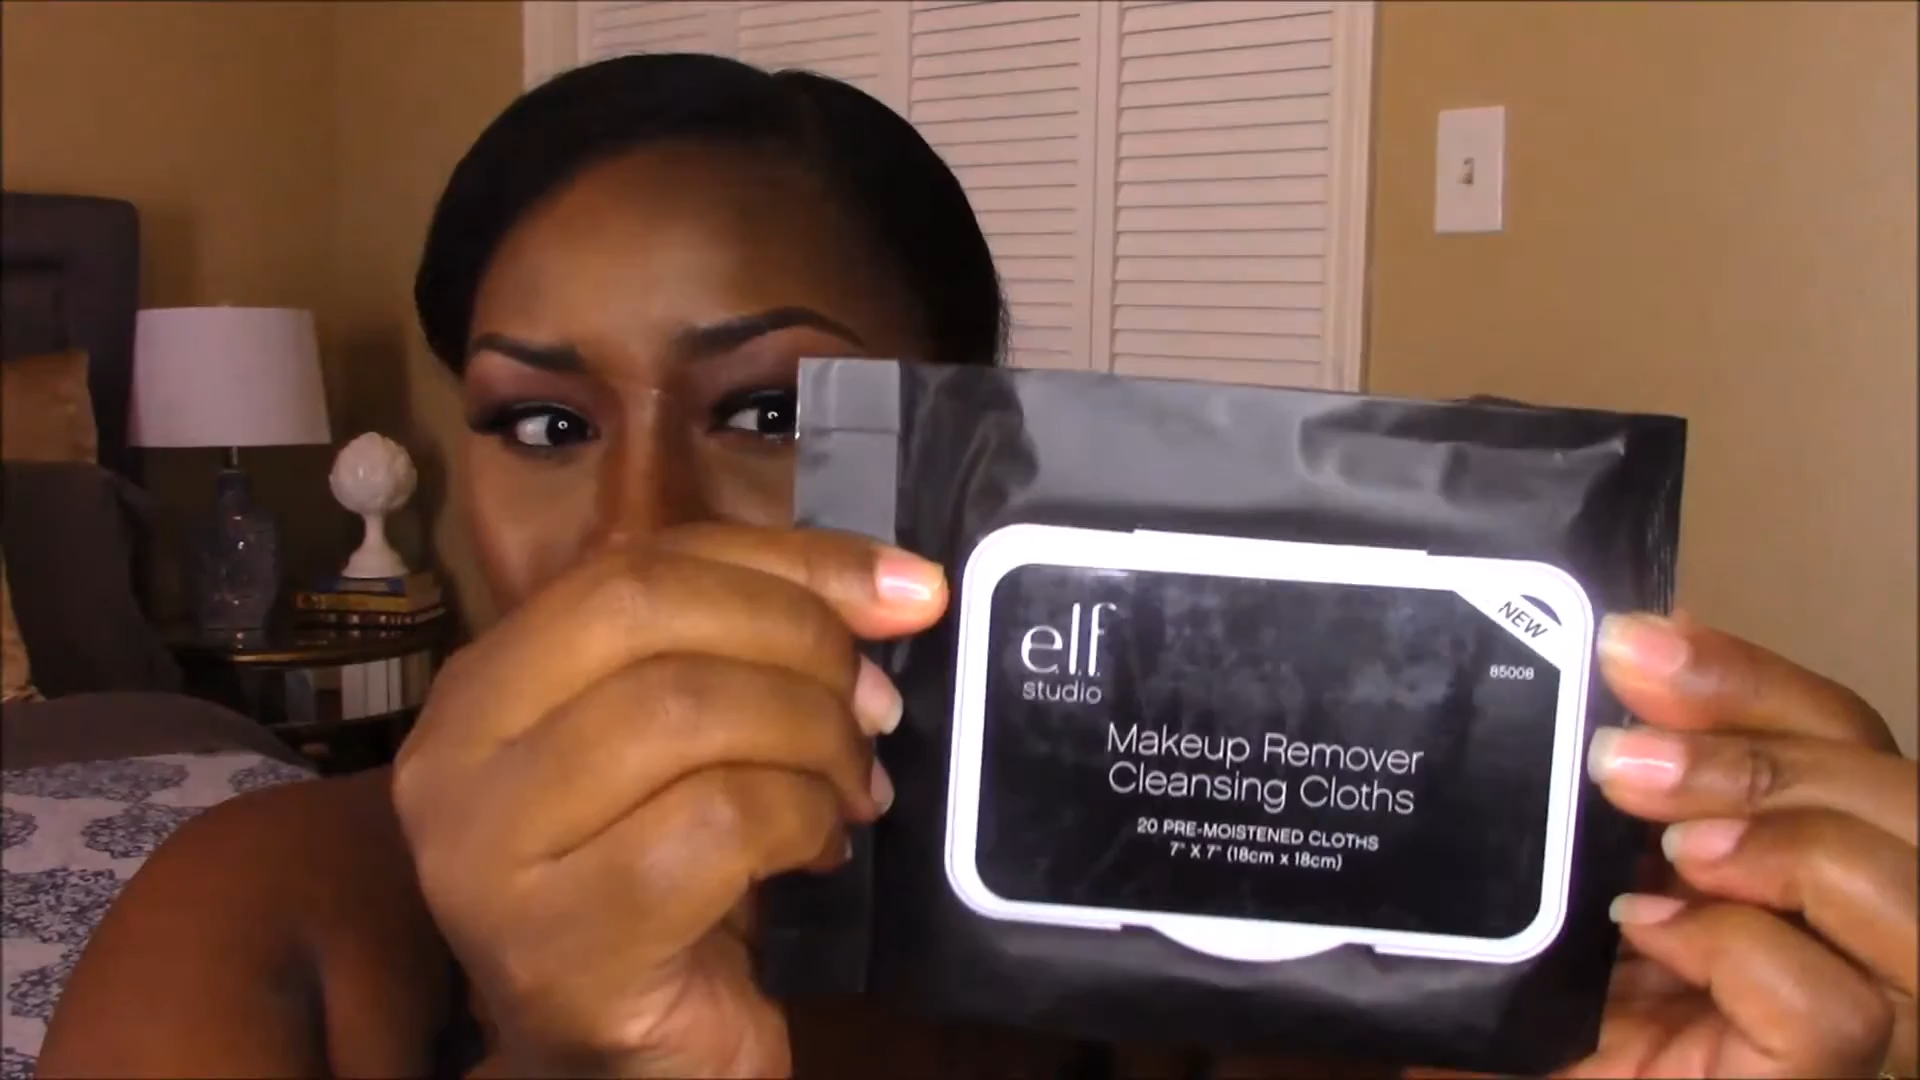 e.l.f.
studio
NEW
85008
Makeup Remover
Cleansing Cloths
20 PRE-MOISTENED CLOTHS
7" X 7" (18cm x 18cm)